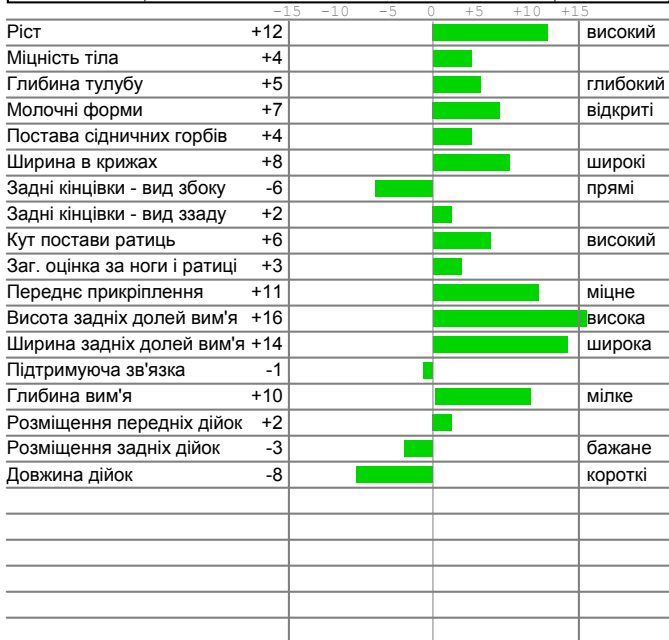 -15 -10 -5 0 +5 +10 +15
Ріст +12 високий
Міцність тіла +4
Глибина тулубу +5 глибокий
Молочні форми +7 відкриті
Постава сідничних горбів +4
Ширина в крижах +8 широкі
Задні кінцівки - вид збоку -6 прямі
Задні кінцівки - вид ззаду +2
Кут постави ратиць +6 високий
Заг. оцінка за ноги і ратиці +3
Переднє прикріплення +11 міцне
Висота задніх долей вим'я +16 висока
Ширина задніх долей вим'я +14 широка
Підтримуюча зв'язка -1
Глибина вим'я +10 мілке
Розміщення передніх дійок +2
Розміщення задніх дійок -3 бажане
Довжина дійок -8 короткі